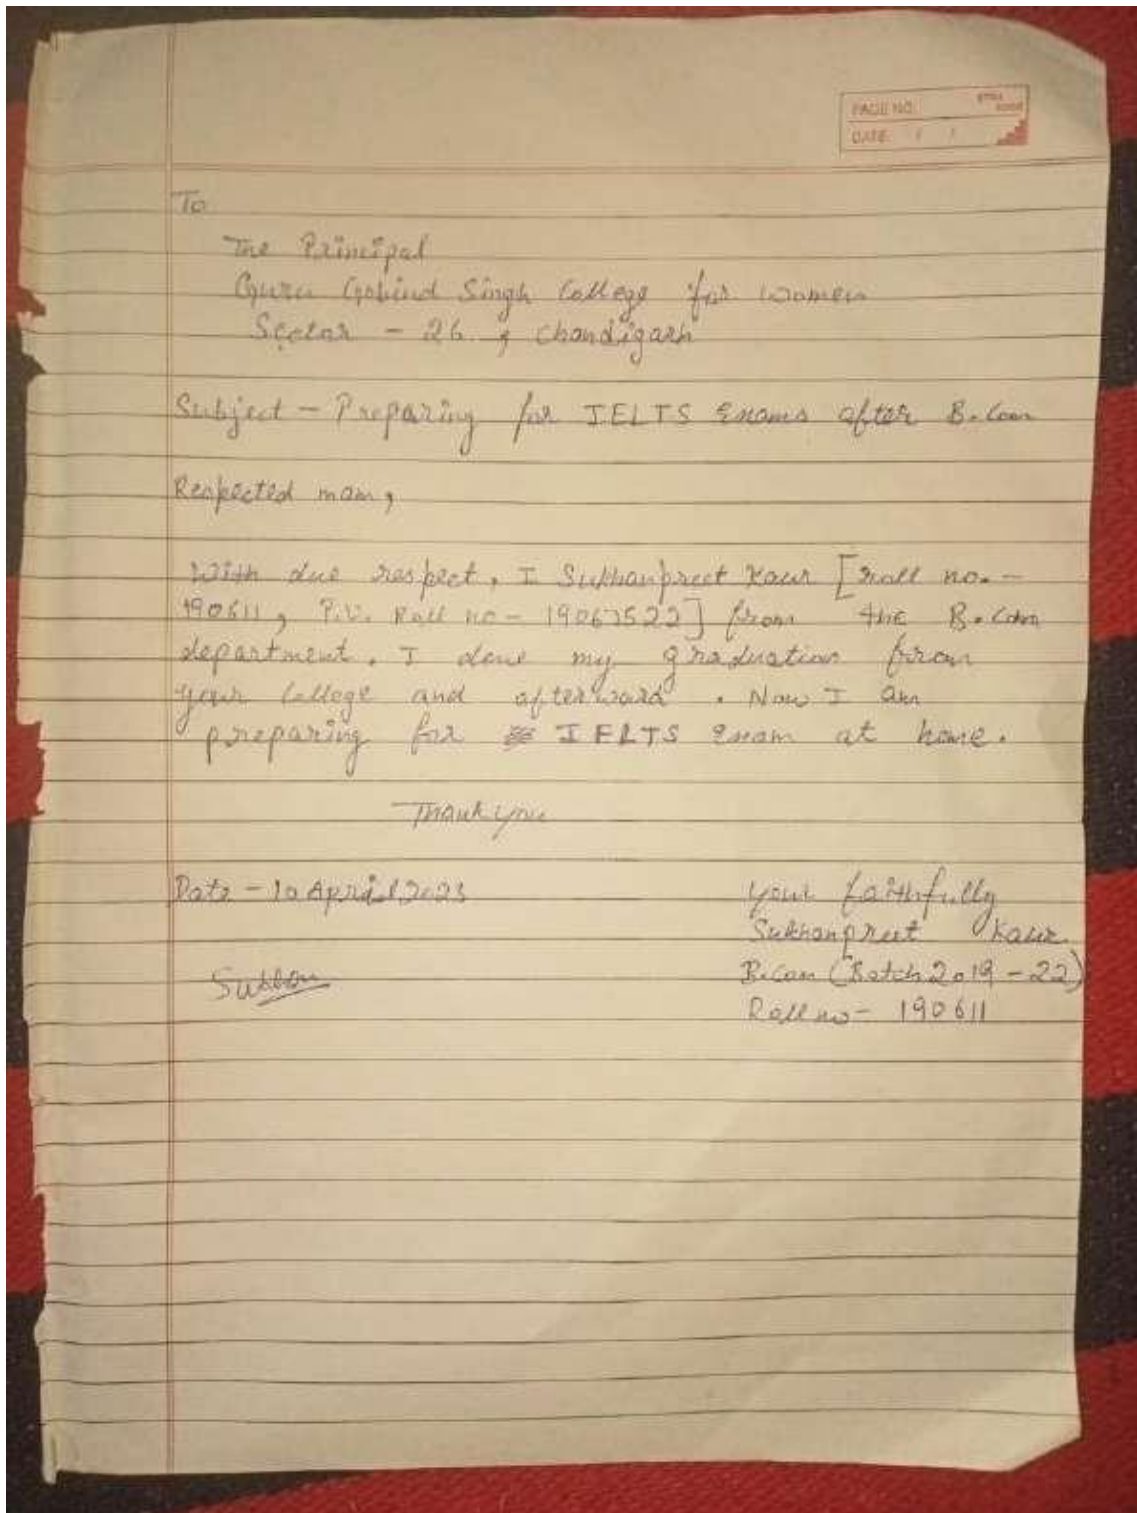 PAGE NO.
DATE: / /
To
The Principal
Guru Gobind Singh College for women
Sector - 26, Chandigarh
Subject - Preparing for IELTS Exams after B.Com
Respected mam,
With due respect, I Sukhanpreet Kaur [roll no. -
190611, P.U. Roll no - 19063522] from the B.Com
department. I done my graduation from
your College and afterward. Now I am
preparing for IELTS Exam at home.
Thank you
Date - 10 April 2023
your faithfully
Sukhanpreet Kaur
B.Com (Batch 2019-22)
Roll no - 190611